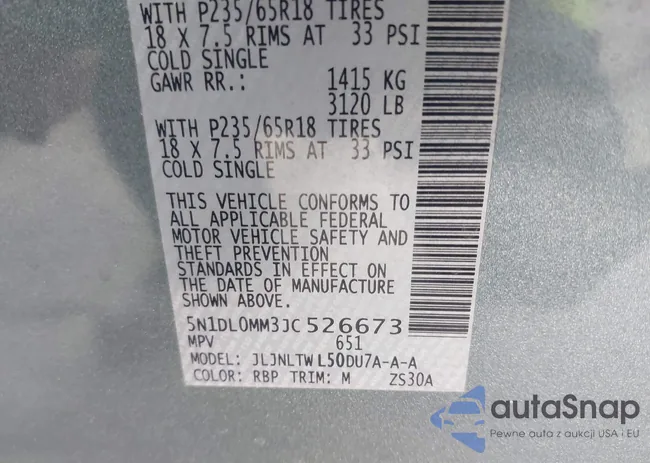 WITH P235/65R18 TIRES
18 X 7.5 RIMS AT 33 PSI
COLD SINGLE
GAWR RR.: 1415 KG
3120 LB
WITH P235/65R18 TIRES
18 X 7.5 RIMS AT 33 PSI
COLD SINGLE
THIS VEHICLE CONFORMS TO
ALL APPLICABLE FEDERAL
MOTOR VEHICLE SAFETY AND
THEFT PREVENTION
STANDARDS IN EFFECT ON
THE DATE OF MANUFACTURE
SHOWN ABOVE.
5N1DL0MM3JC526673
MPV 651
MODEL: JLJNLTWL50DU7A-A-A
COLOR: RBP TRIM: M ZS30A
autaSnap
Pewne auta z aukcji USA i EU